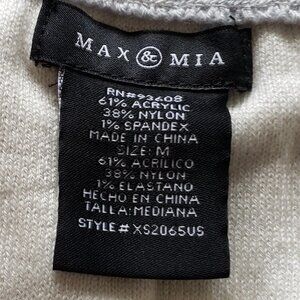 MAX & MIA
RN#93608
61% ACRYLIC
38% NYLON
1% SPANDEX
MADE IN CHINA
SIZE: M
61% ACRILICO
38% NYLON
1% ELASTANO
HECHO EN CHINA
TALLA: MEDIANA
STYLE# XS2065US